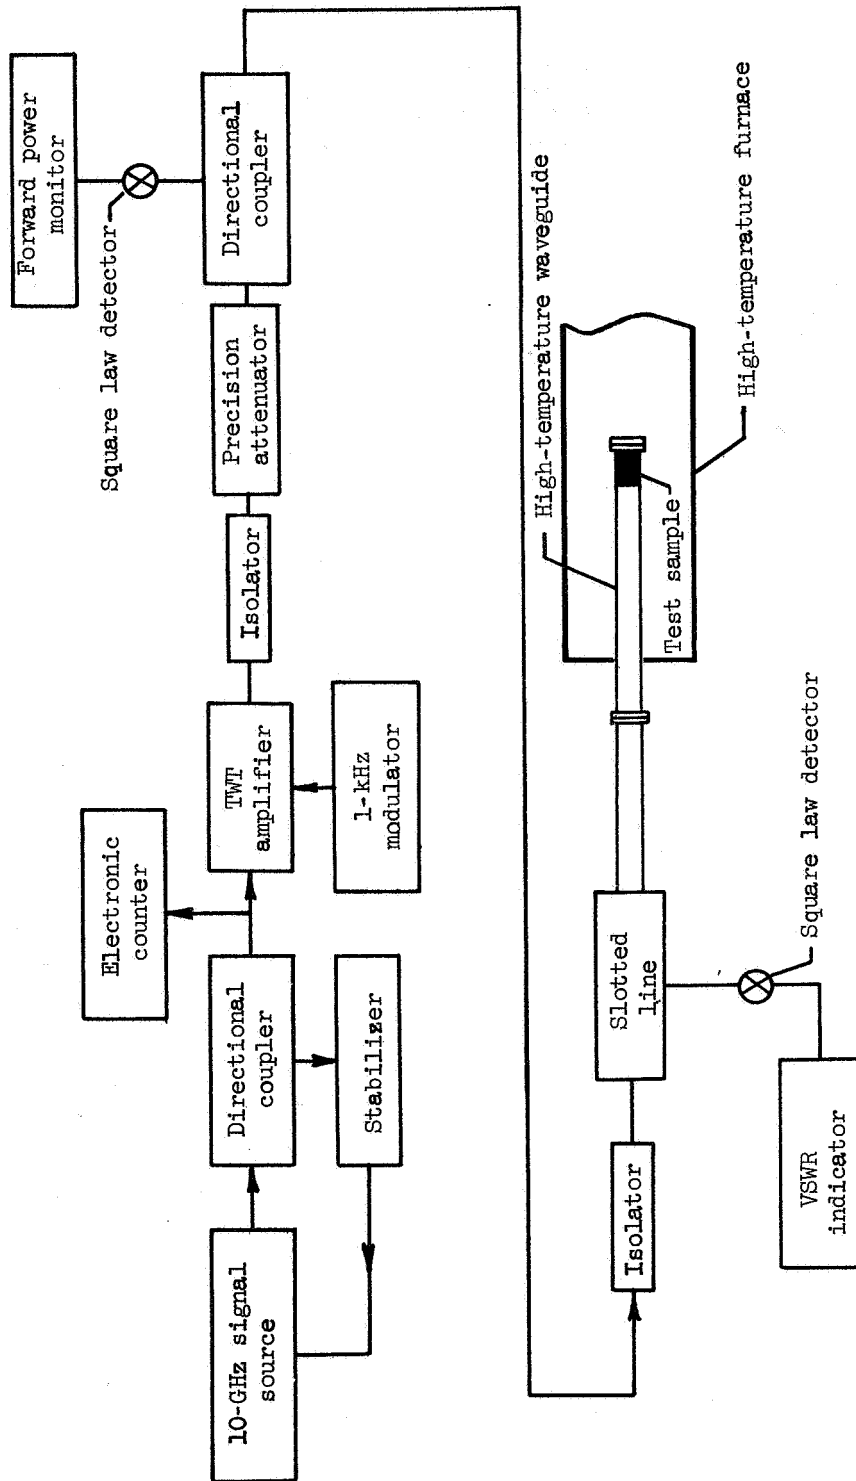 10-GHz signal
source
Directional
coupler
Stabilizer
Electronic
counter
TWT
amplifier
1-kHz
modulator
Isolator
Precision
attenuator
Directional
coupler
Square law detector
Forward power
monitor
Isolator
Slotted
line
VSWR
indicator
Square law detector
High-temperature waveguide
Test sample
High-temperature furnace